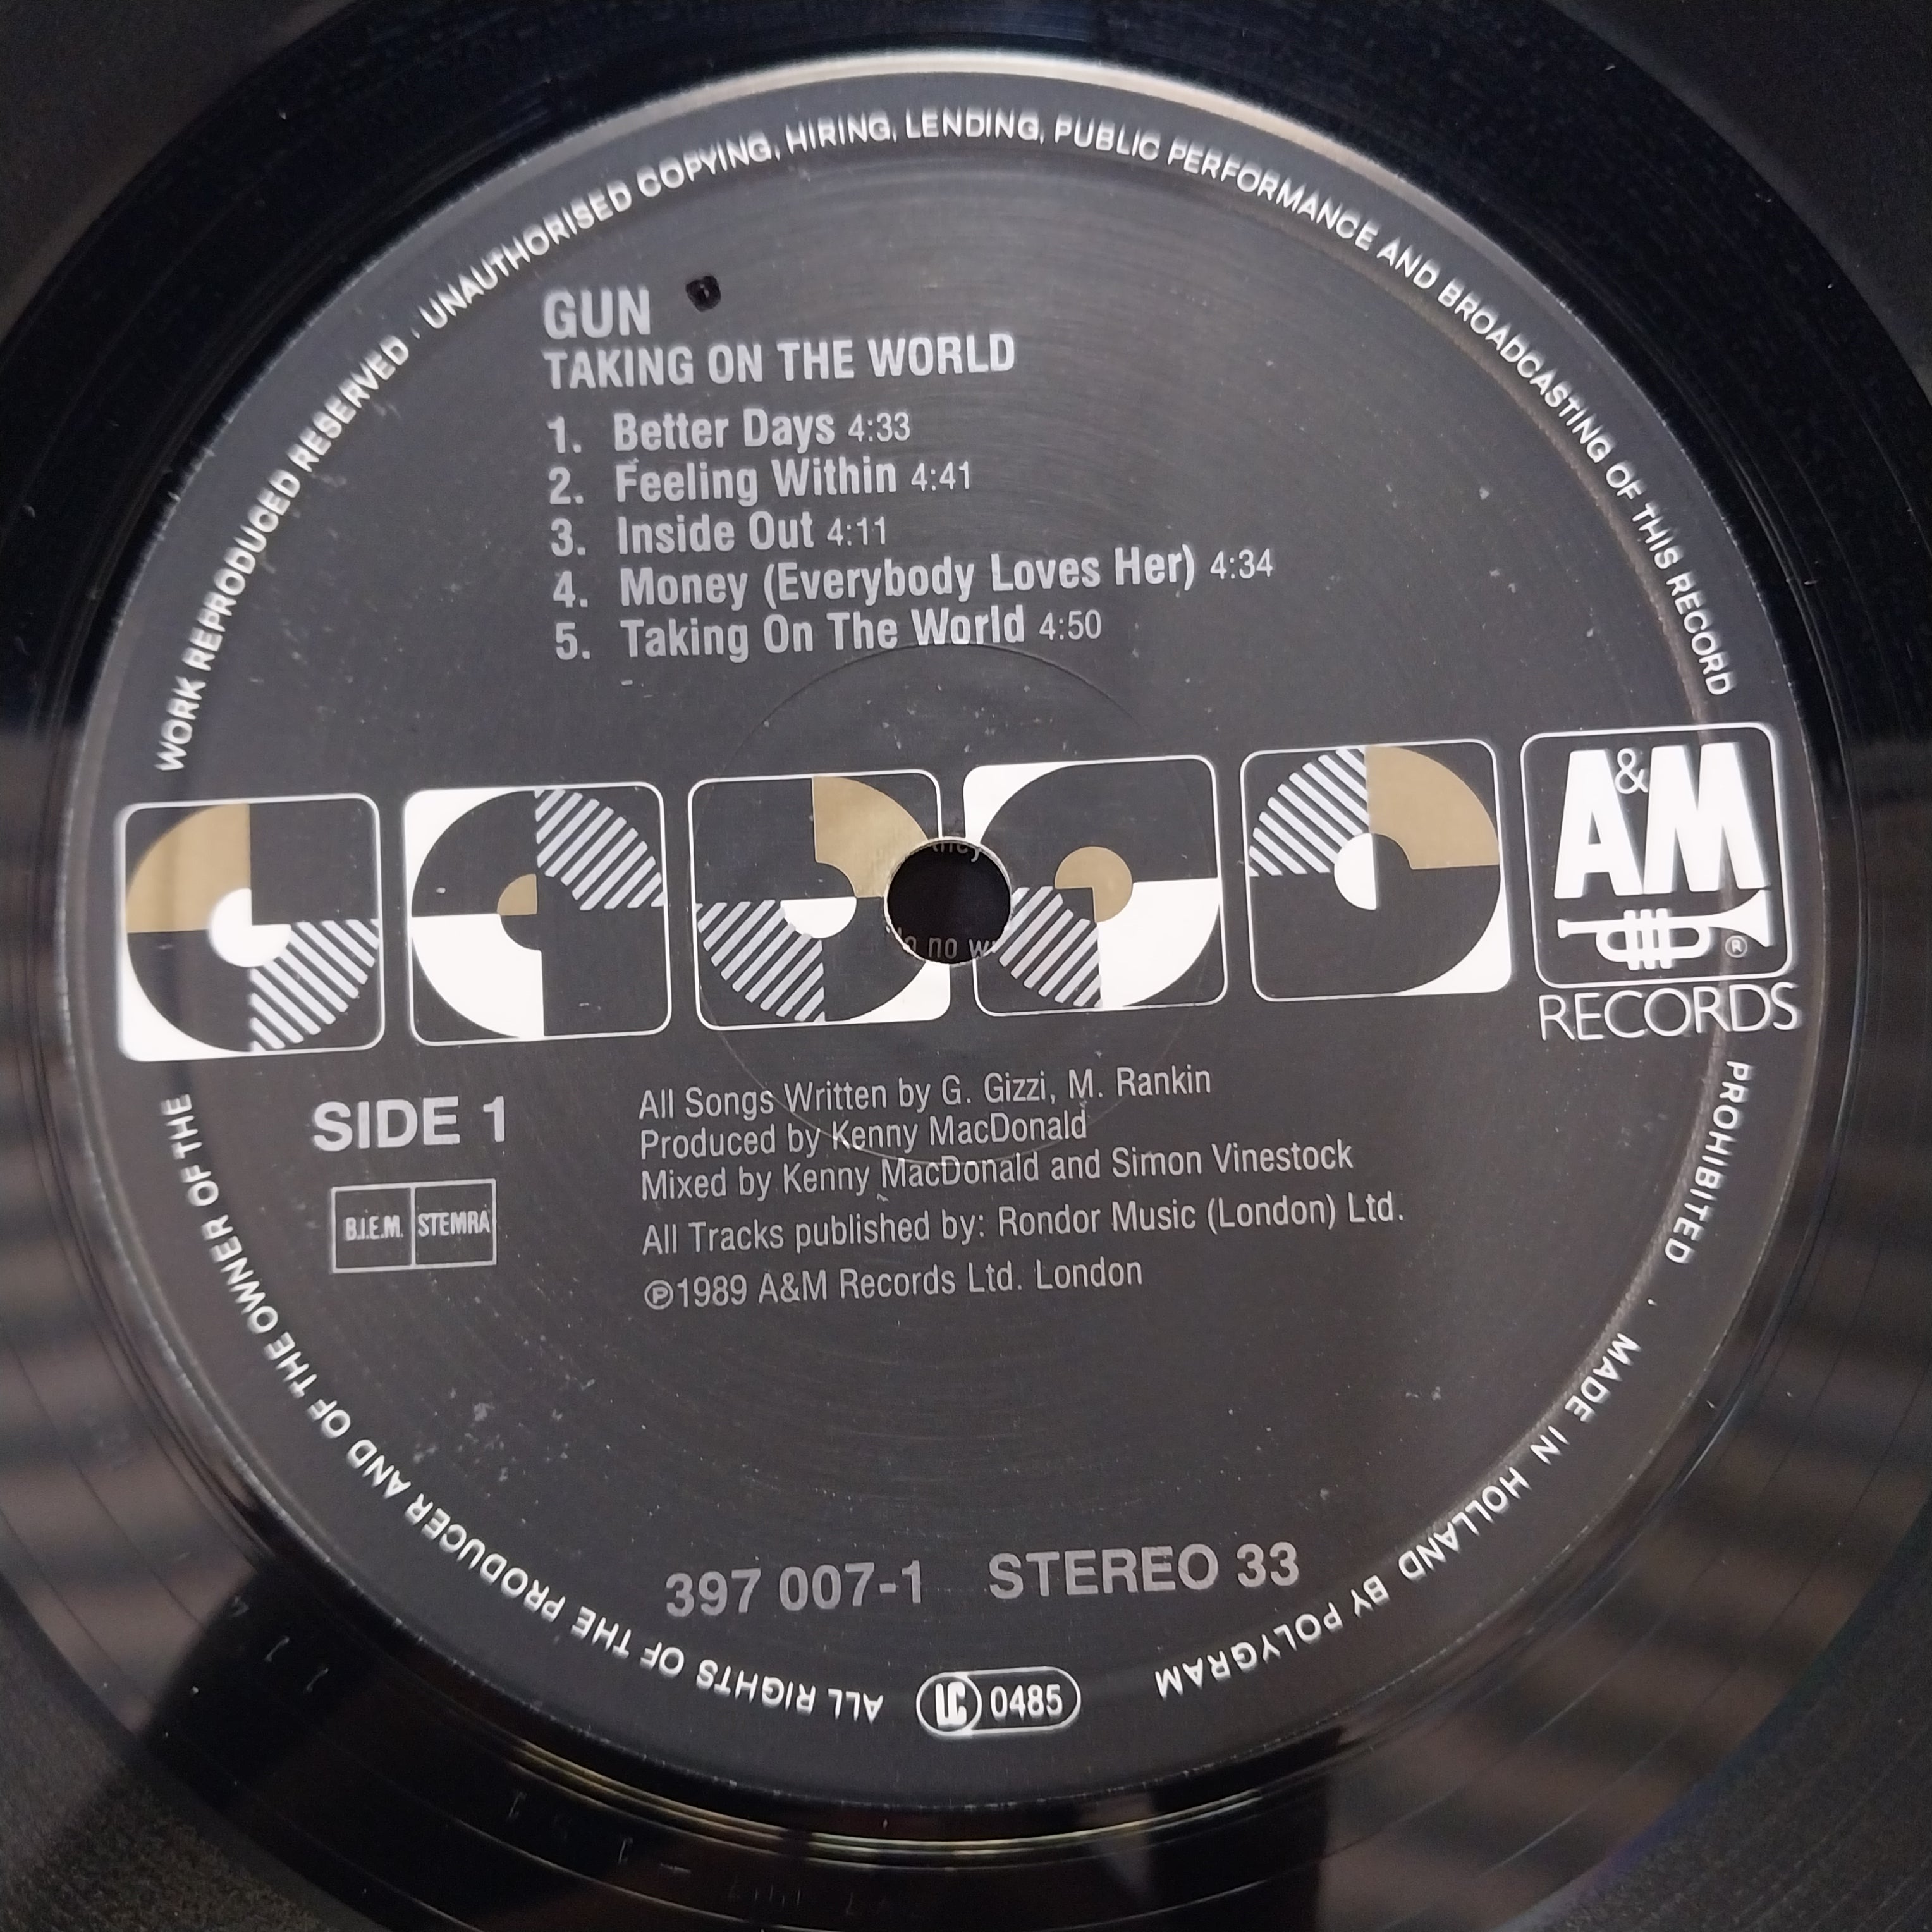 GUN
TAKING ON THE WORLD
1. Better Days 4:33
2. Feeling Within 4:41
3. Inside Out 4:11
4. Money (Everybody Loves Her) 4:34
5. Taking On The World 4:50
A&M
®
RECORDS
they
no
SIDE 1
B.I.E.M. STEMRA
All Songs Written by G. Gizzi, M. Rankin
Produced by Kenny MacDonald
Mixed by Kenny MacDonald and Simon Vinestock
All Tracks published by: Rondor Music (London) Ltd.
℗1989 A&M Records Ltd. London
397 007-1 STEREO 33
LC 0485
ALL RIGHTS OF THE PRODUCER AND OF THE OWNER OF THE WORK REPRODUCED RESERVED · UNAUTHORISED COPYING, HIRING, LENDING, PUBLIC PERFORMANCE AND BROADCASTING OF THIS RECORD PROHIBITED · MADE IN HOLLAND BY POLYGRAM